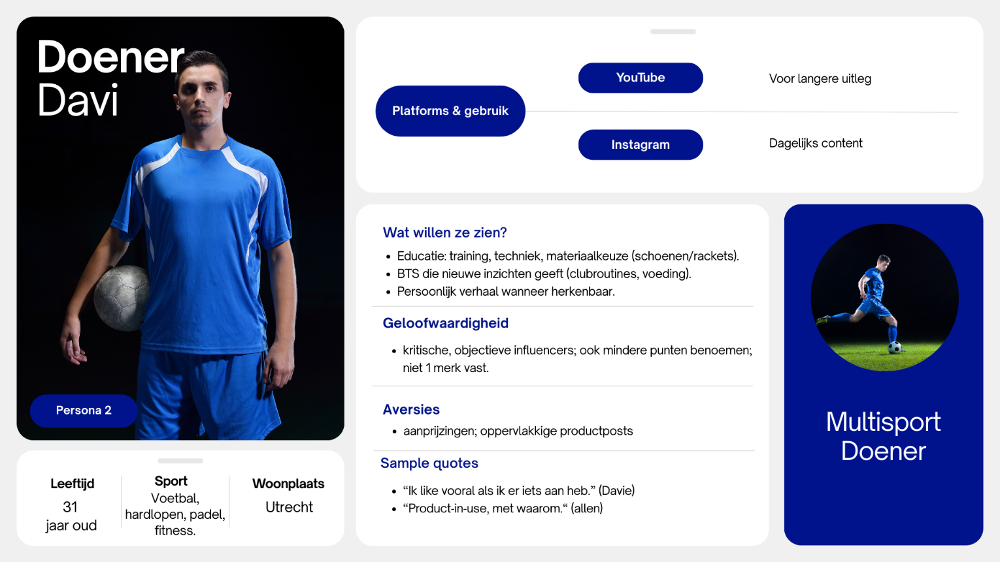 Doener
Davi
Persona 2
Leeftijd
31
jaar oud
Sport
Voetbal,
hardlopen, padel,
fitness.
Woonplaats
Utrecht
Platforms & gebruik
YouTube
Voor langere uitleg
Instagram
Dagelijks content
Wat willen ze zien?
• Educatie: training, techniek, materiaalkeuze (schoenen/rackets).
• BTS die nieuwe inzichten geeft (clubroutines, voeding).
• Persoonlijk verhaal wanneer herkenbaar.
Geloofwaardigheid
• kritische, objectieve influencers; ook mindere punten benoemen;
niet 1 merk vast.
Aversies
• aanprijzingen; oppervlakkige productposts
Sample quotes
• “Ik like vooral als ik er iets aan heb.” (Davie)
• “Product-in-use, met waarom.“ (allen)
Multisport
Doener